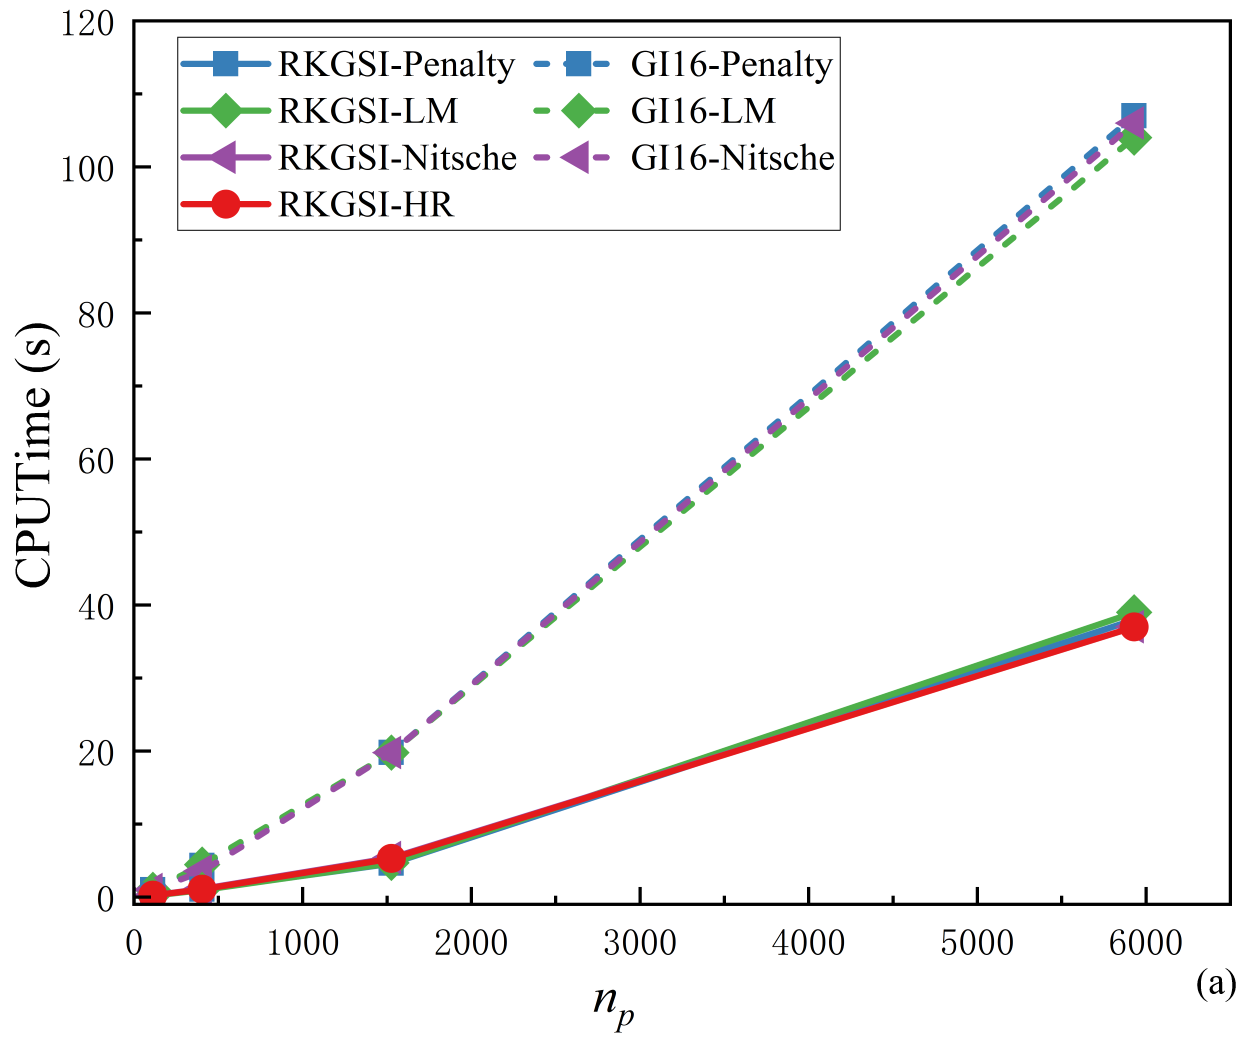 120
100
80
60
40
20
0
CPUTime (s)
RKGSI-Penalty
RKGSI-LM
RKGSI-Nitsche
RKGSI-HR
GI16-Penalty
GI16-LM
GI16-Nitsche
0 1000 2000 3000 4000 5000 6000
n_p
(a)